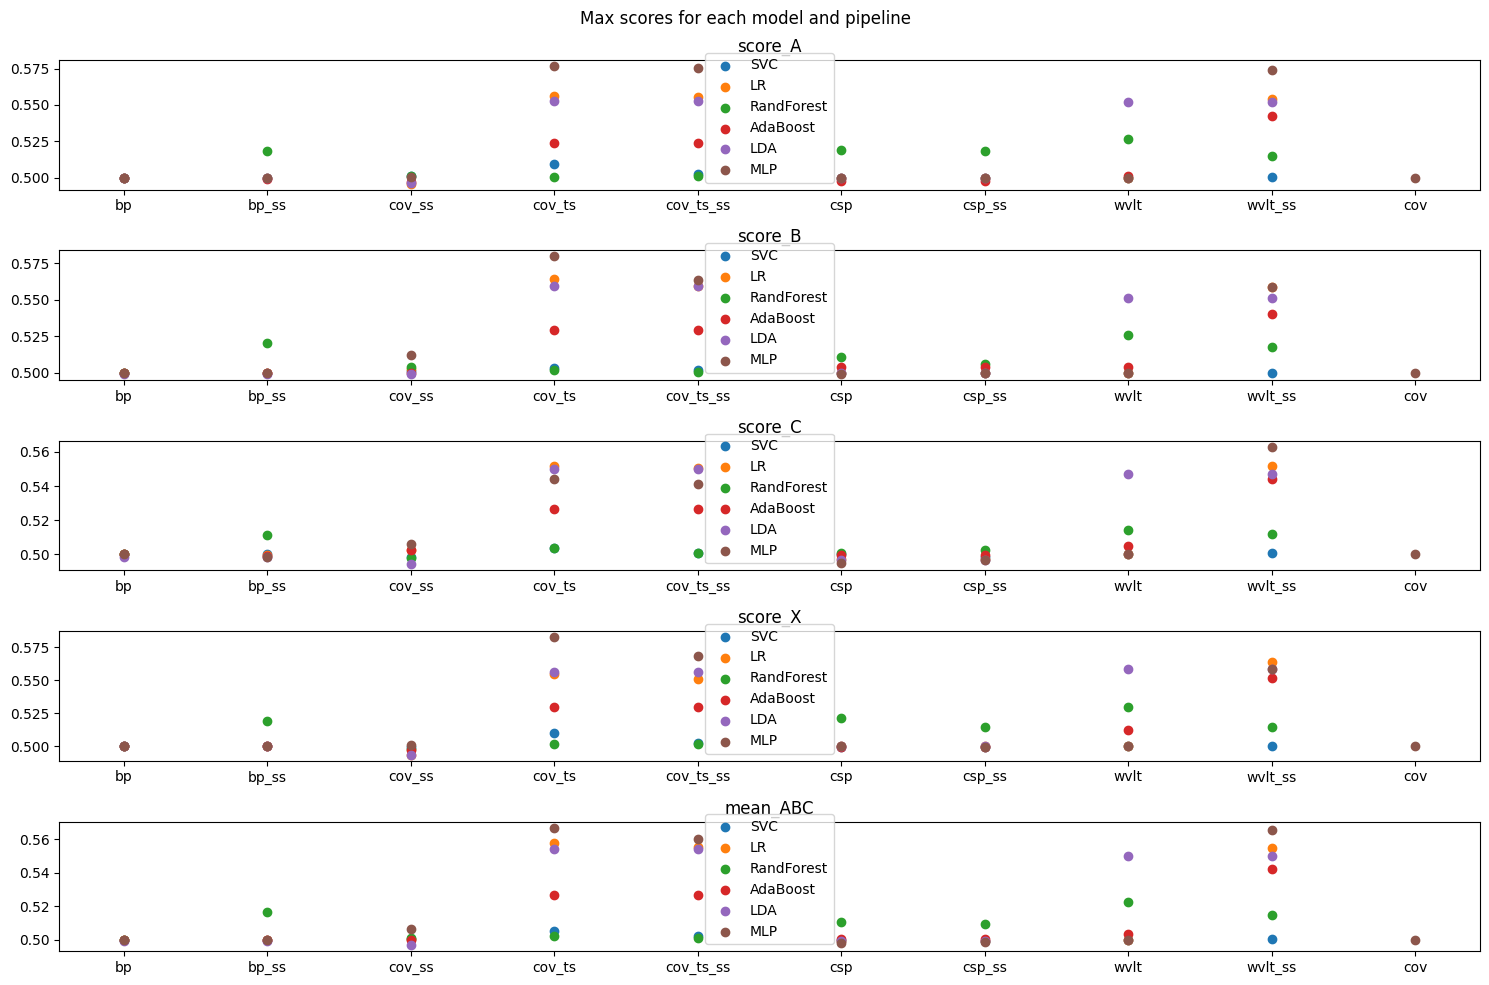 Max scores for each model and pipeline
score_A
0.575
0.550
0.525
0.500
SVC
LR
RandForest
AdaBoost
LDA
MLP
bp bp_ss cov_ss cov_ts cov_ts_ss csp csp_ss wvlt wvlt_ss cov
score_B
0.575
0.550
0.525
0.500
SVC
LR
RandForest
AdaBoost
LDA
MLP
bp bp_ss cov_ss cov_ts cov_ts_ss csp csp_ss wvlt wvlt_ss cov
score_C
0.56
0.54
0.52
0.50
SVC
LR
RandForest
AdaBoost
LDA
MLP
bp bp_ss cov_ss cov_ts cov_ts_ss csp csp_ss wvlt wvlt_ss cov
score_X
0.575
0.550
0.525
0.500
SVC
LR
RandForest
AdaBoost
LDA
MLP
bp bp_ss cov_ss cov_ts cov_ts_ss csp csp_ss wvlt wvlt_ss cov
mean_ABC
0.56
0.54
0.52
0.50
SVC
LR
RandForest
AdaBoost
LDA
MLP
bp bp_ss cov_ss cov_ts cov_ts_ss csp csp_ss wvlt wvlt_ss cov